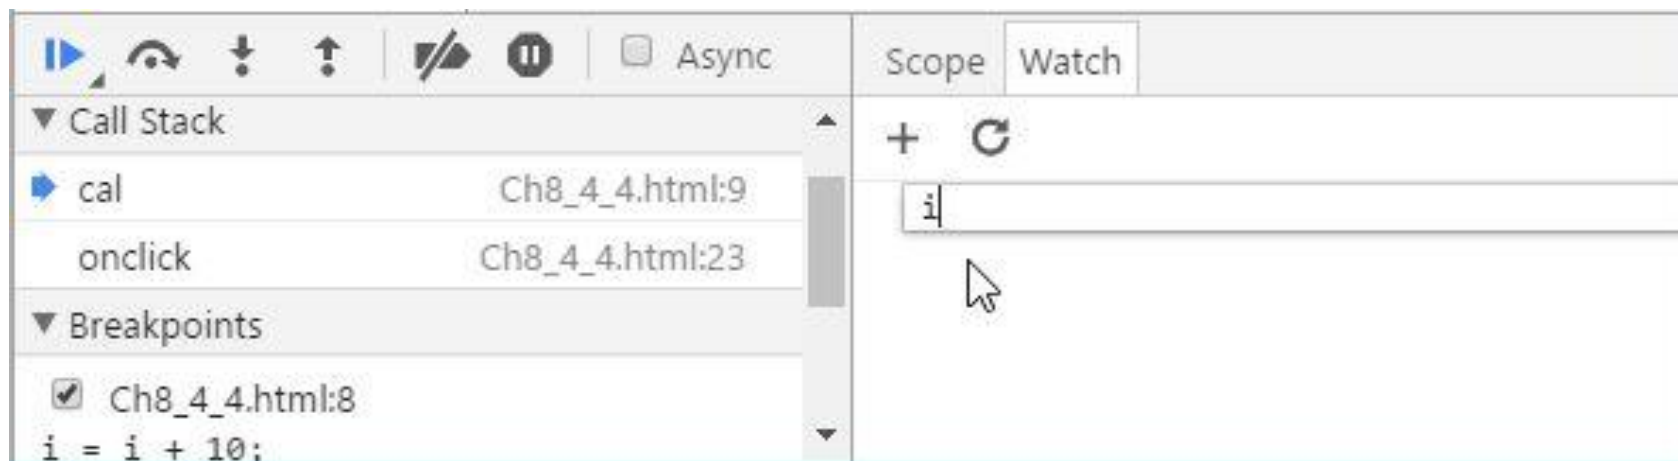 Async
Scope Watch
Call Stack
cal Ch8_4_4.html:9
onclick Ch8_4_4.html:23
Breakpoints
Ch8_4_4.html:8
i = i + 10;
i